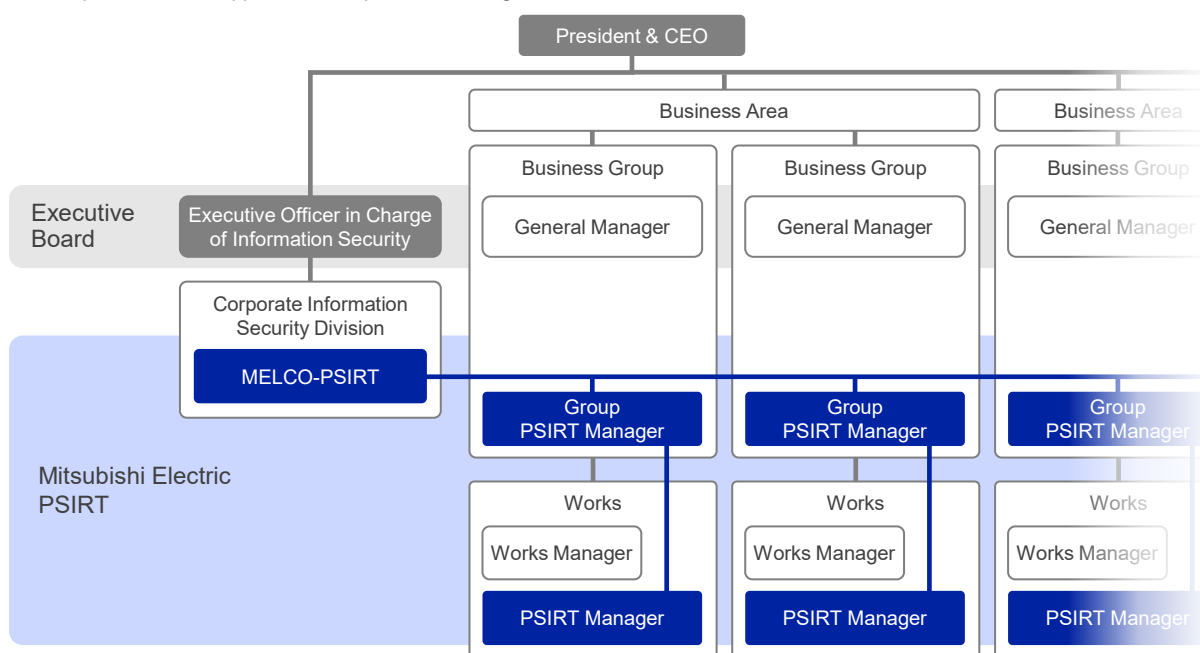 President & CEO
Business Area
Business Area
Business Group
Business Group
Business Group
Executive
Board
Executive Officer in Charge
of Information Security
General Manager
General Manager
General Manager
Corporate Information
Security Division
MELCO-PSIRT
Group
PSIRT Manager
Group
PSIRT Manager
Group
PSIRT Manager
Mitsubishi Electric
PSIRT
Works
Works
Works
Works Manager
Works Manager
Works Manager
PSIRT Manager
PSIRT Manager
PSIRT Manager